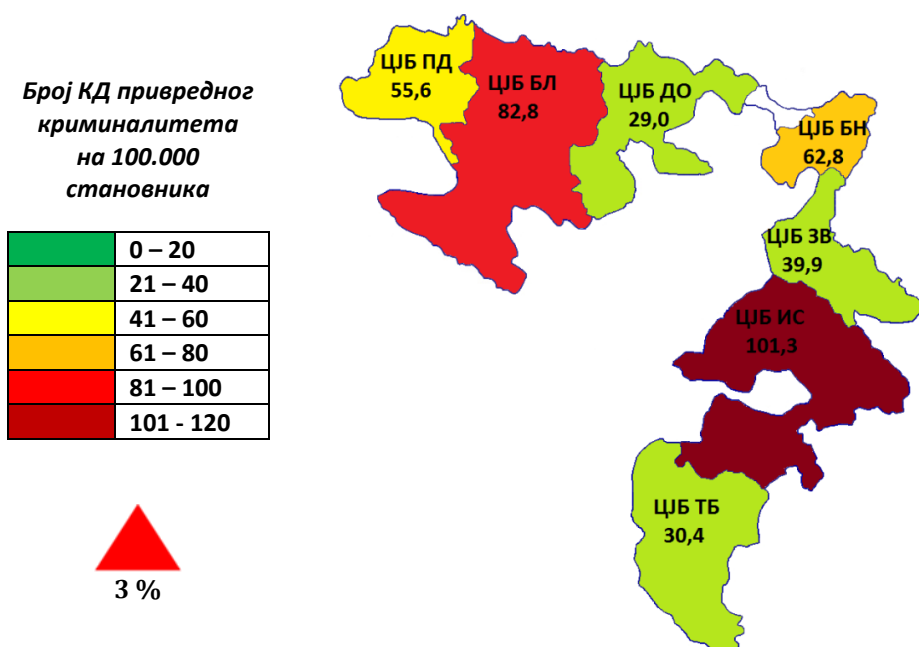 Број КД привредног
криминалитета
на 100.000
становника
0 – 20
21 – 40
41 – 60
61 – 80
81 – 100
101 - 120
3 %
ЦЈБ ПД
55,6
ЦЈБ БЛ
82,8
ЦЈБ ДО
29,0
ЦЈБ БН
62,8
ЦЈБ ЗВ
39,9
ЦЈБ ИС
101,3
ЦЈБ ТБ
30,4